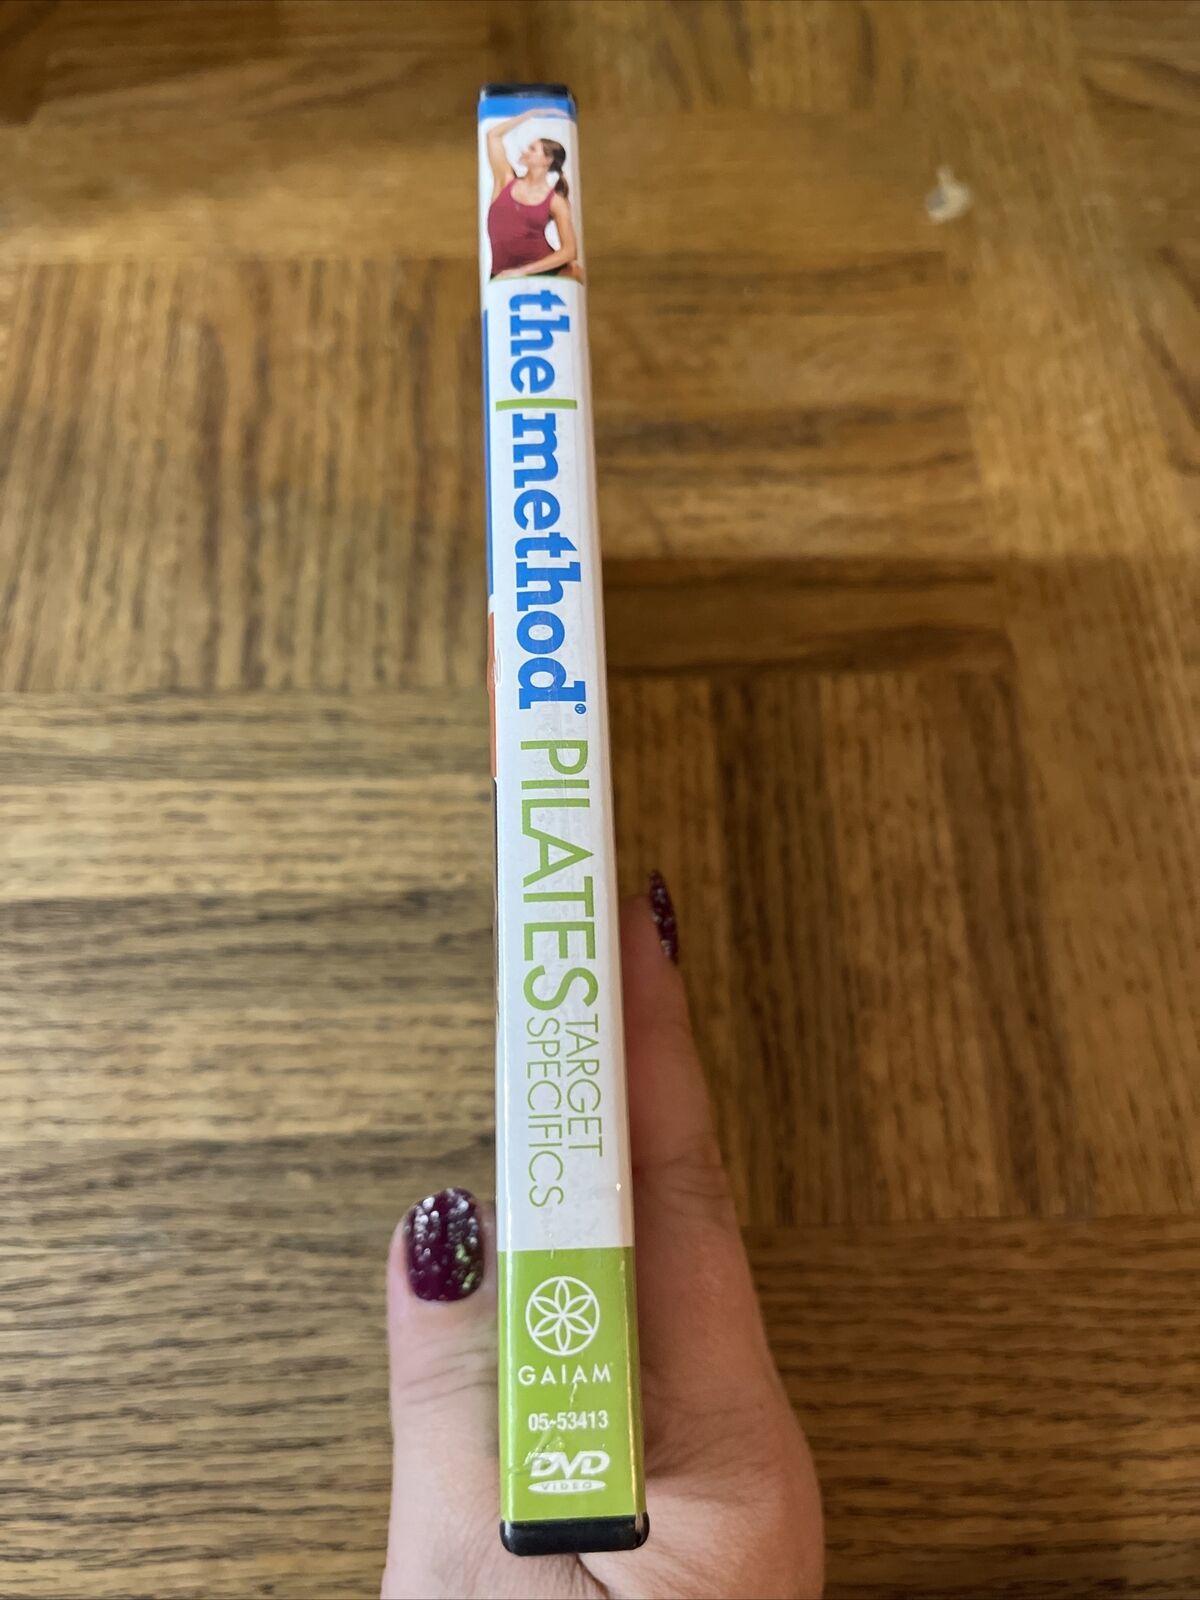 the|method® PILATES
TARGET
SPECIFICS
GAIAM
05-53413
DVD
VIDEO